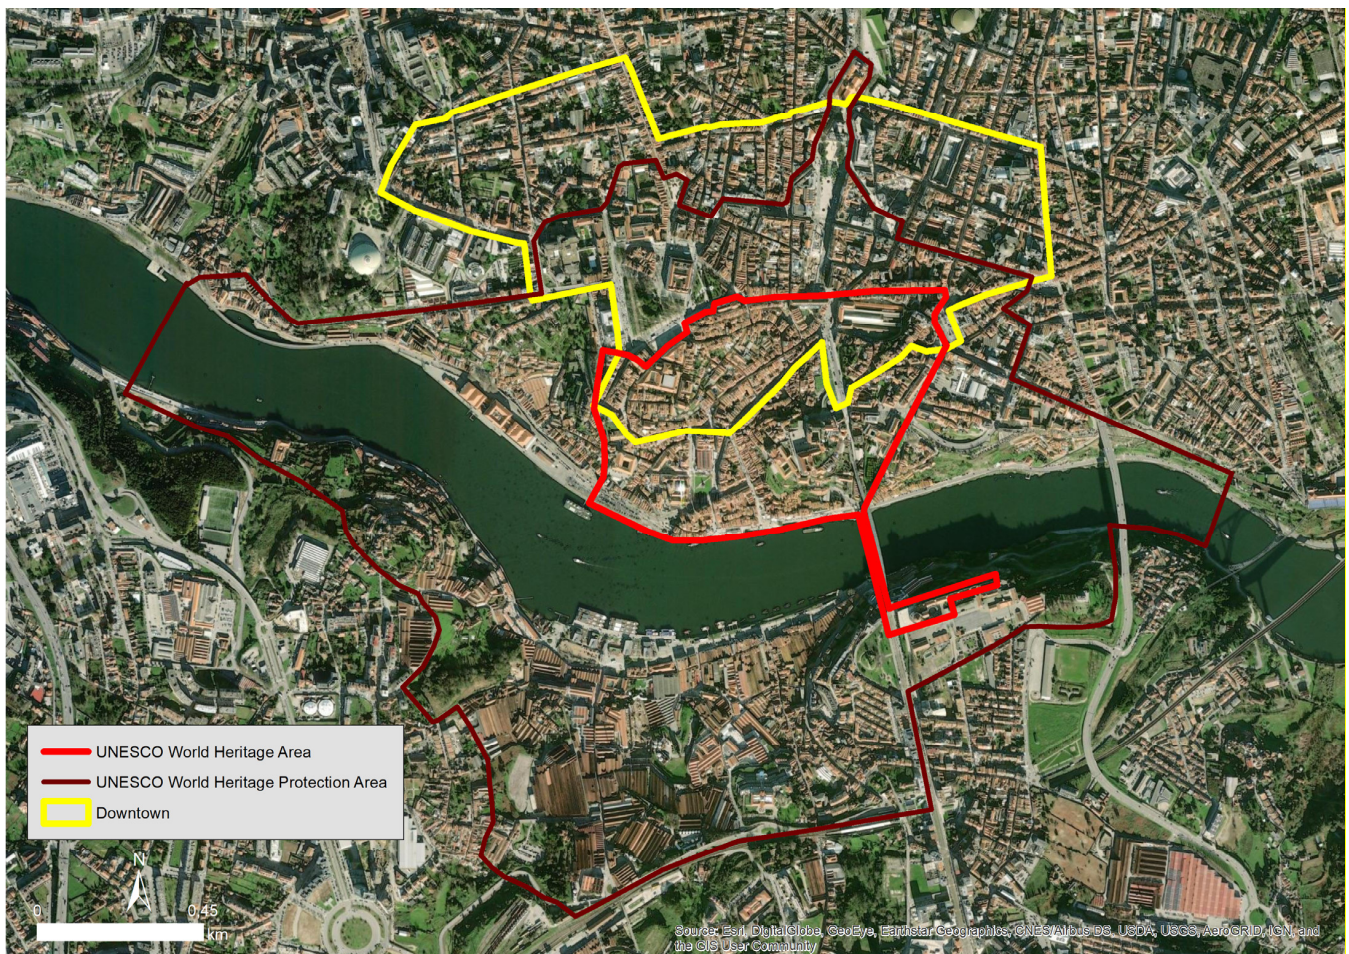 UNESCO World Heritage Area
UNESCO World Heritage Protection Area
Downtown
N
0
0,45
km
Source: Esri, DigitalGlobe, GeoEye, Earthstar Geographics, CNES/Airbus DS, USDA, USGS, AeroGRID, IGN, and
the GIS User Community